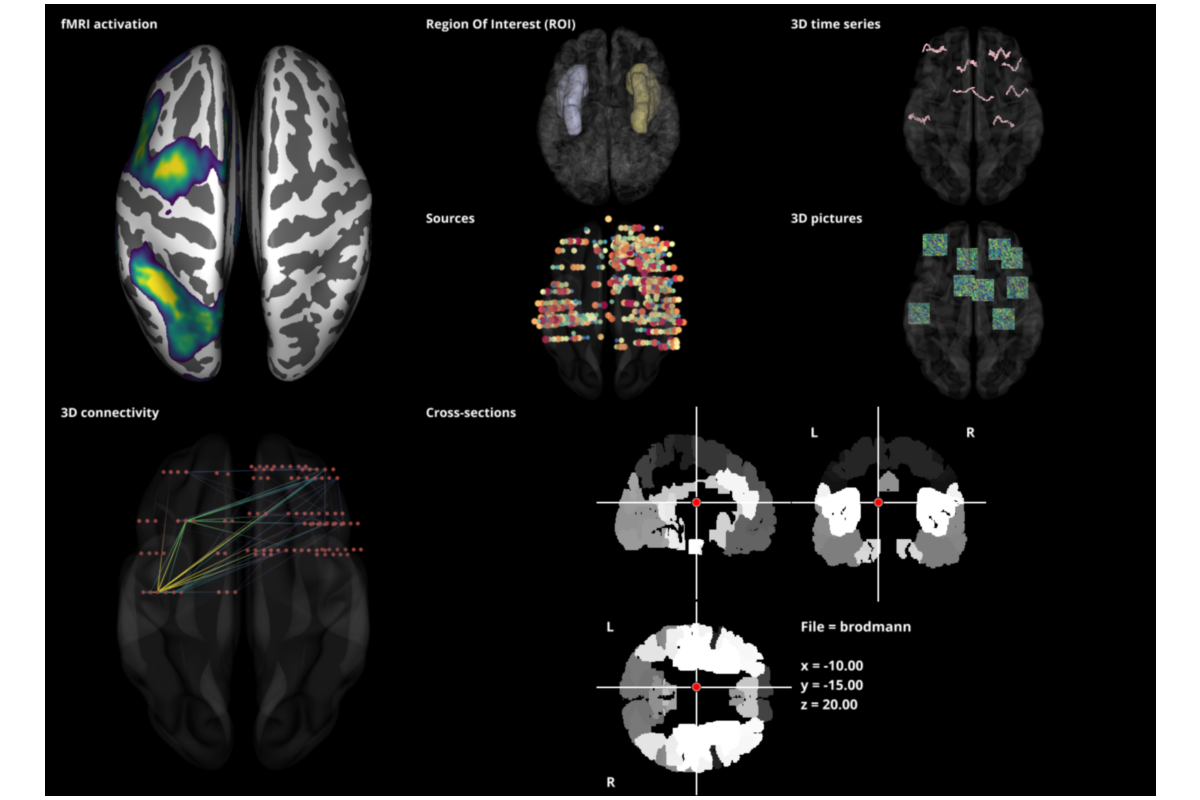 fMRI activation
Region Of Interest (ROI)
3D time series
Sources
3D pictures
3D connectivity
Cross-sections
L
R
L
File = brodmann
x = -10.00
y = -15.00
z = 20.00
R